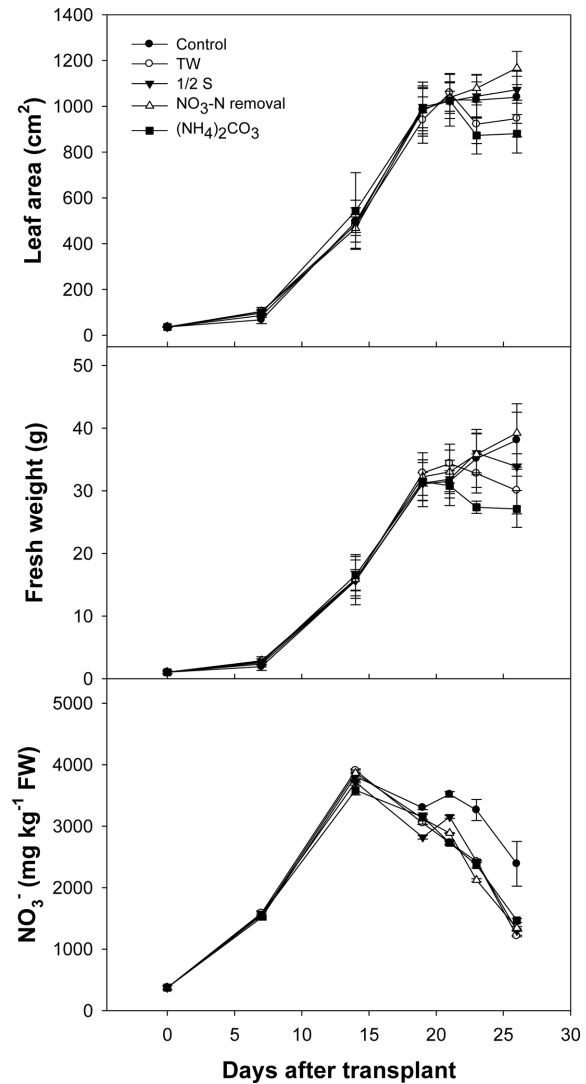 1400
1200
1000
800
600
400
200
0
Leaf area (cm²)
Control
TW
1/2 S
NO₃-N removal
(NH₄)₂CO₃
50
40
30
20
10
0
Fresh weight (g)
5000
4000
3000
2000
1000
0
NO₃⁻ (mg kg⁻¹ FW)
0 5 10 15 20 25 30
Days after transplant